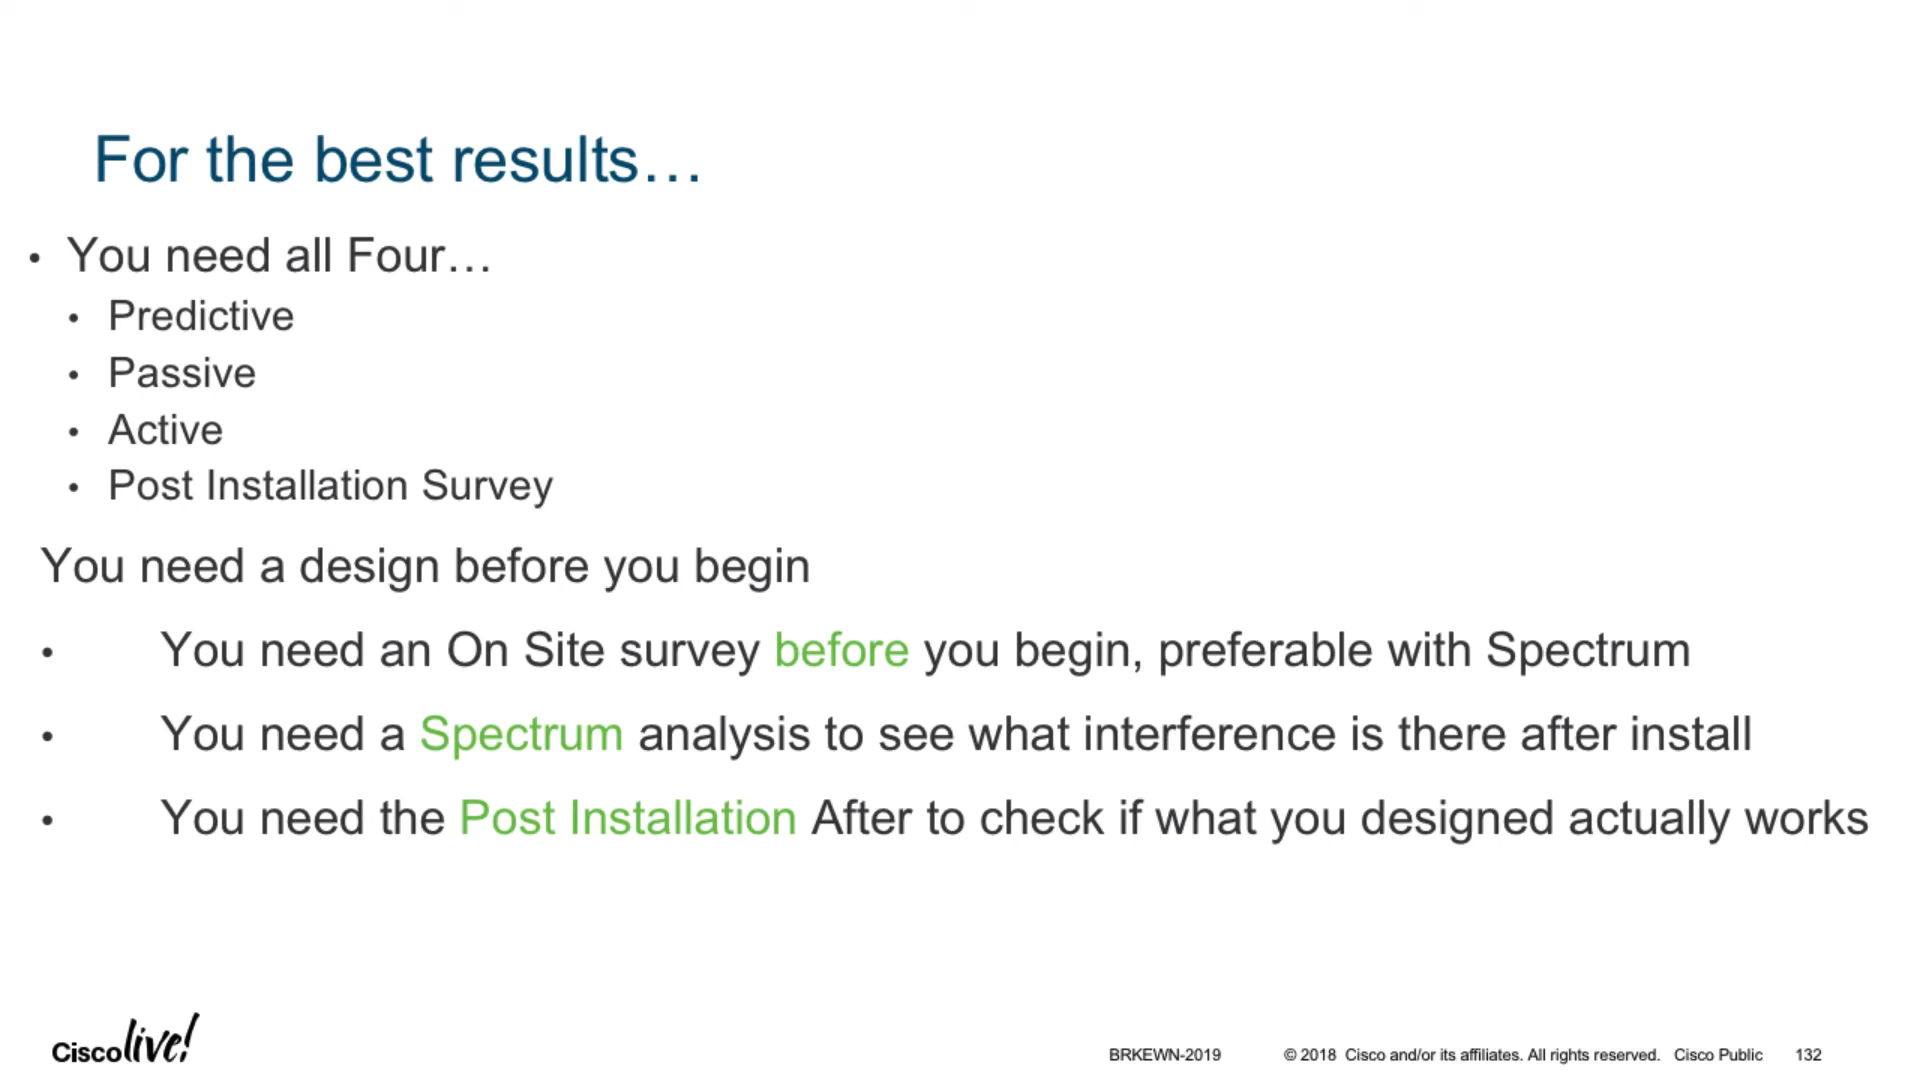 For the best results…
• You need all Four…
• Predictive
• Passive
• Active
• Post Installation Survey
You need a design before you begin
• You need an On Site survey before you begin, preferable with Spectrum
• You need a Spectrum analysis to see what interference is there after install
• You need the Post Installation After to check if what you designed actually works
Cisco live!
BRKEWN-2019 © 2018 Cisco and/or its affiliates. All rights reserved. Cisco Public 132